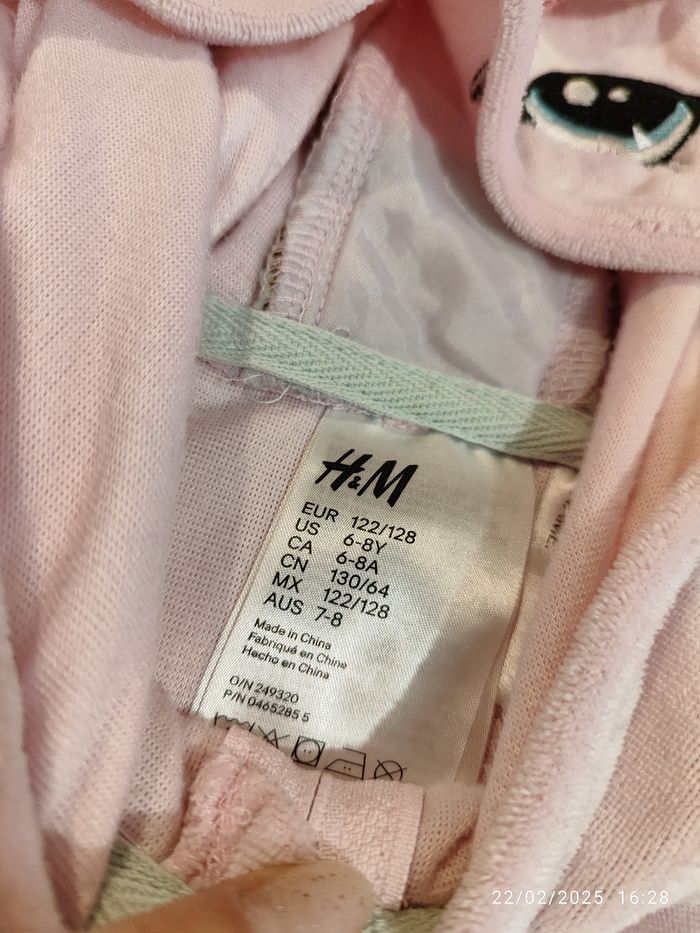 H&M
EUR 122/128
US 6-8Y
CA 6-8A
CN 130/64
MX 122/128
AUS 7-8
Made in China
Fabriqué en Chine
Hecho en China
O/N 249320
P/N 0465285 5
22/02/2025 16:28